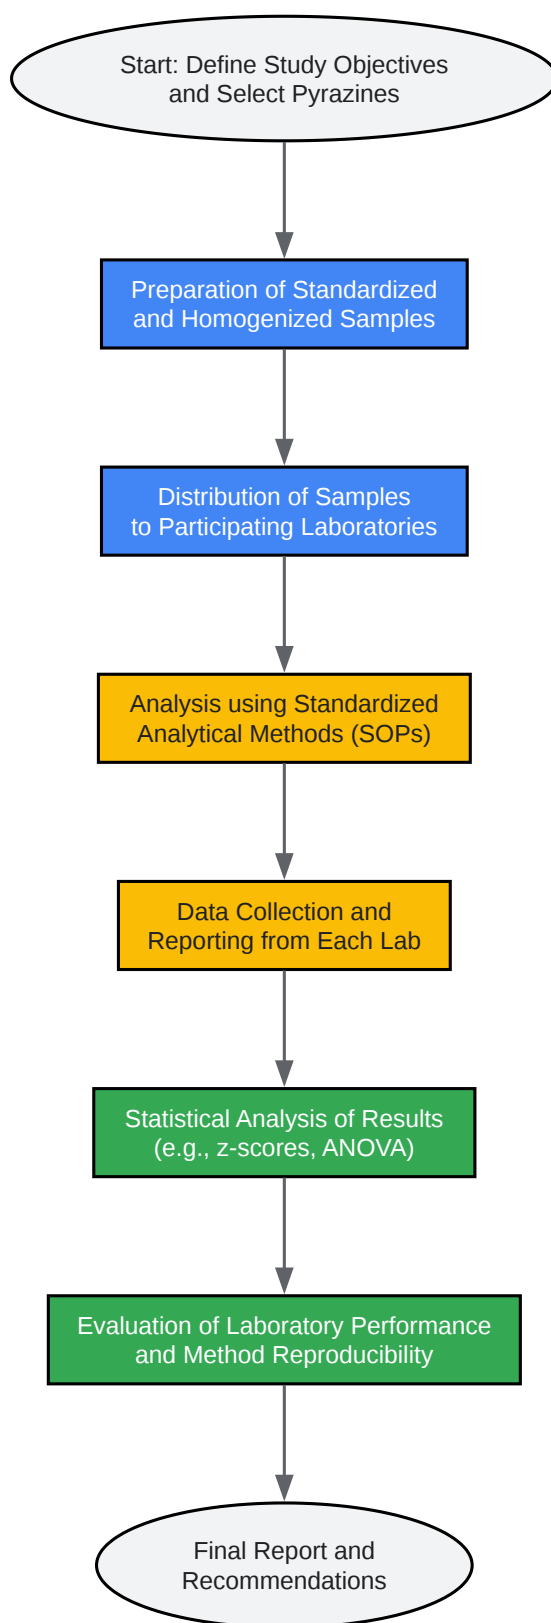 Start: Define Study Objectives
and Select Pyrazines
Preparation of Standardized
and Homogenized Samples
Distribution of Samples
to Participating Laboratories
Analysis using Standardized
Analytical Methods (SOPs)
Data Collection and
Reporting from Each Lab
Statistical Analysis of Results
(e.g., z-scores, ANOVA)
Evaluation of Laboratory Performance
and Method Reproducibility
Final Report and
Recommendations